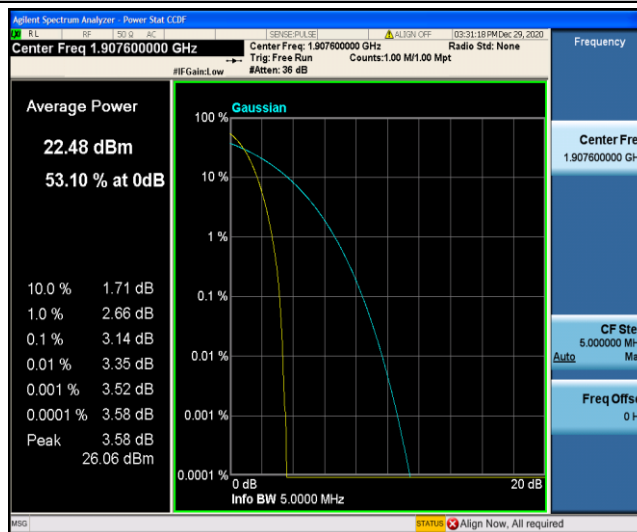 Agilent Spectrum Analyzer - Power Stat CCDF
RL RF 50 Ω AC SENSE:PULSE ALIGN OFF 03:31:18 PM Dec 29, 2020
Center Freq 1.907600000 GHz
Center Freq: 1.907600000 GHz Radio Std: None
Trig: Free Run Counts:1.00 M/1.00 Mpt
#IFGain:Low #Atten: 36 dB
Frequency
Average Power
22.48 dBm
53.10 % at 0dB
10.0 % 1.71 dB
1.0 % 2.66 dB
0.1 % 3.14 dB
0.01 % 3.35 dB
0.001 % 3.52 dB
0.0001 % 3.58 dB
Peak 3.58 dB
26.06 dBm
Gaussian
100 %
10 %
1 %
0.1 %
0.01 %
0.001 %
0.0001 %
0 dB 20 dB
Info BW 5.0000 MHz
Center Fre
1.907600000 GH
CF Ste
5.000000 MH
Auto Ma
Freq Offs
0 H
MSG STATUS Align Now, All required